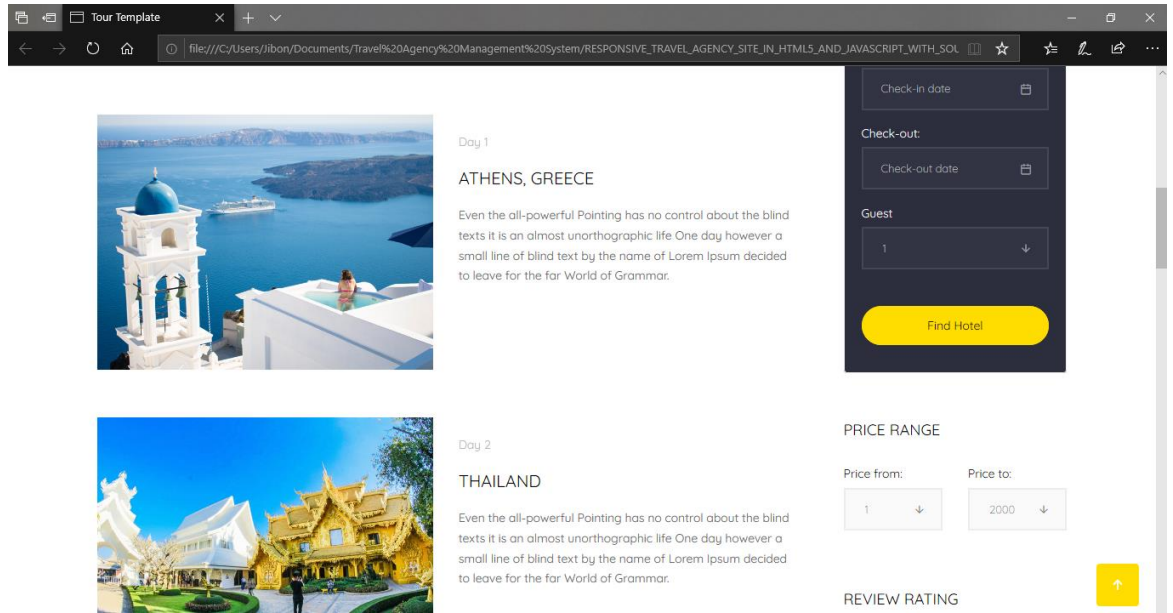 Tour Template
file:///C:/Users/Jibon/Documents/Travel%20Agency%20Management%20System/RESPONSIVE_TRAVEL_AGENCY_SITE_IN_HTML5_AND_JAVASCRIPT_WITH_SOL
Day 1
ATHENS, GREECE
Even the all-powerful Pointing has no control about the blind
texts it is an almost unorthographic life One day however a
small line of blind text by the name of Lorem Ipsum decided
to leave for the far World of Grammar.
Day 2
THAILAND
Even the all-powerful Pointing has no control about the blind
texts it is an almost unorthographic life One day however a
small line of blind text by the name of Lorem Ipsum decided
to leave for the far World of Grammar.
Check-in date
Check-out:
Check-out date
Guest
1
Find Hotel
PRICE RANGE
Price from: Price to:
1 2000
REVIEW RATING